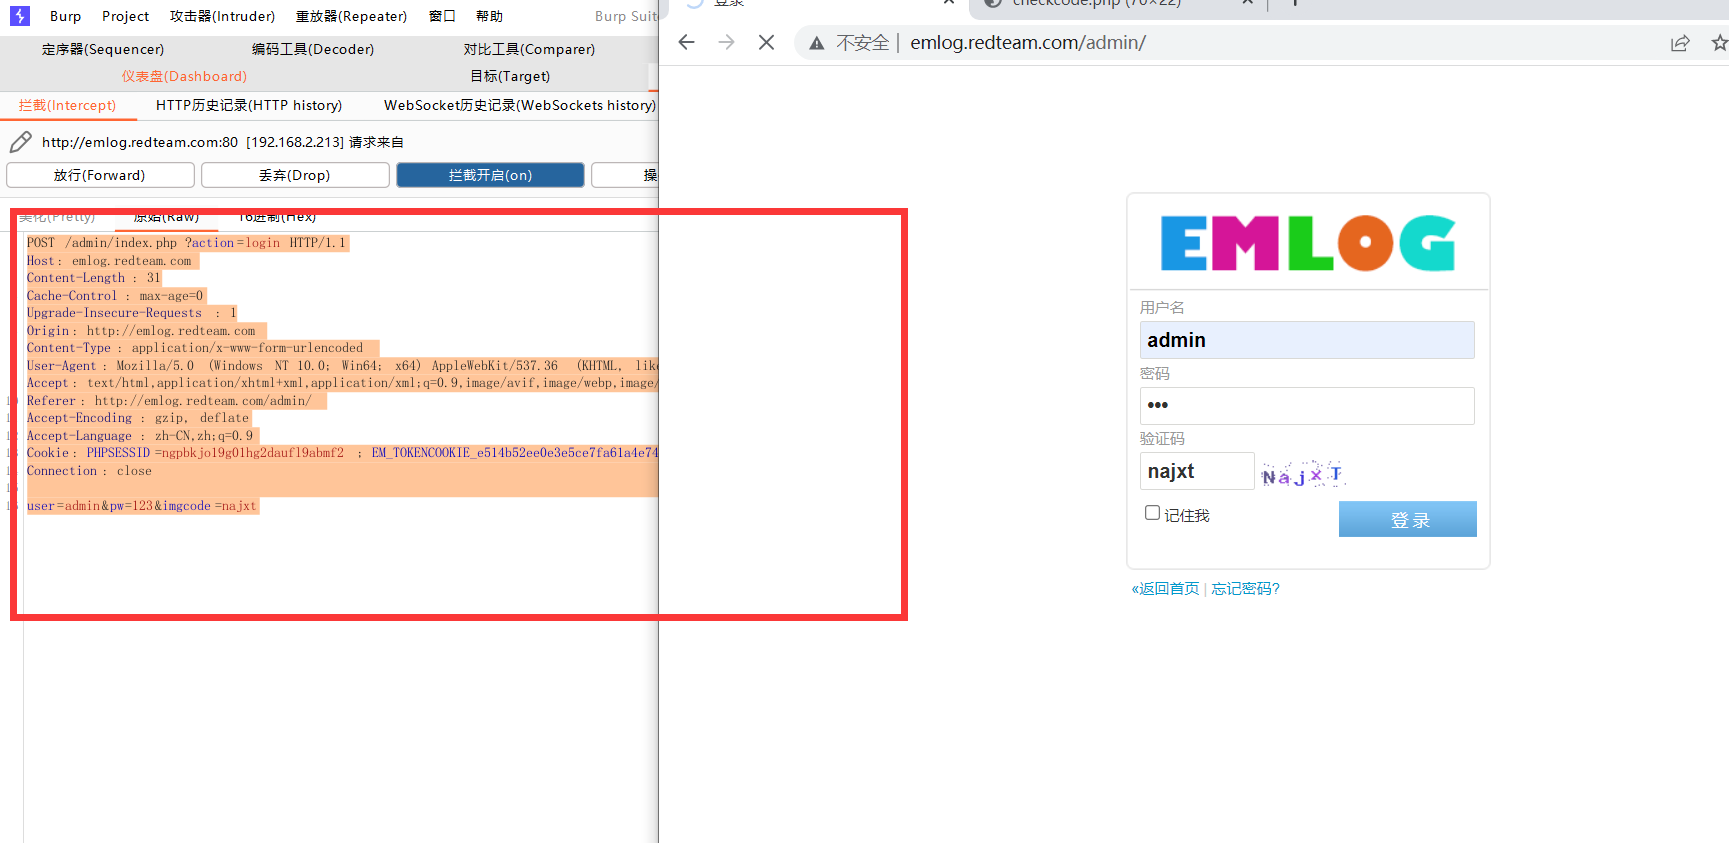 Burp Project 攻击器(Intruder) 重放器(Repeater) 窗口 帮助 Burp Suit
定序器(Sequencer) 编码工具(Decoder) 对比工具(Comparer)
仪表盘(Dashboard) 目标(Target)
拦截(Intercept) HTTP历史记录(HTTP history) WebSocket历史记录(WebSockets history)
http://emlog.redteam.com:80 [192.168.2.213] 请求来自
放行(Forward) 丢弃(Drop) 拦截开启(on) 操
美化(Pretty) 原始(Raw) 16进制(Hex)
POST /admin/index.php ?action=login HTTP/1.1
Host: emlog.redteam.com
Content-Length : 31
Cache-Control : max-age=0
Upgrade-Insecure-Requests : 1
Origin: http://emlog.redteam.com
Content-Type : application/x-www-form-urlencoded
User-Agent : Mozilla/5.0 (Windows NT 10.0; Win64; x64) AppleWebKit/537.36 (KHTML, like
Accept: text/html,application/xhtml+xml,application/xml;q=0.9,image/avif,image/webp,image/
Referer: http://emlog.redteam.com/admin/
Accept-Encoding : gzip, deflate
Accept-Language : zh-CN,zh;q=0.9
Cookie: PHPSESSID=ngpbkjo19g01hg2daufl9abmf2 ; EM_TOKENCOOKIE_e514b52ee0e3e5ce7fa61a4e74
Connection: close
user=admin&pw=123&imgcode=najxt
登录 checkcode.php (70×22)
不安全 emlog.redteam.com/admin/
EMLOG
用户名
admin
密码
•••
验证码
najxt NajXT
记住我 登 录
«返回首页 | 忘记密码?